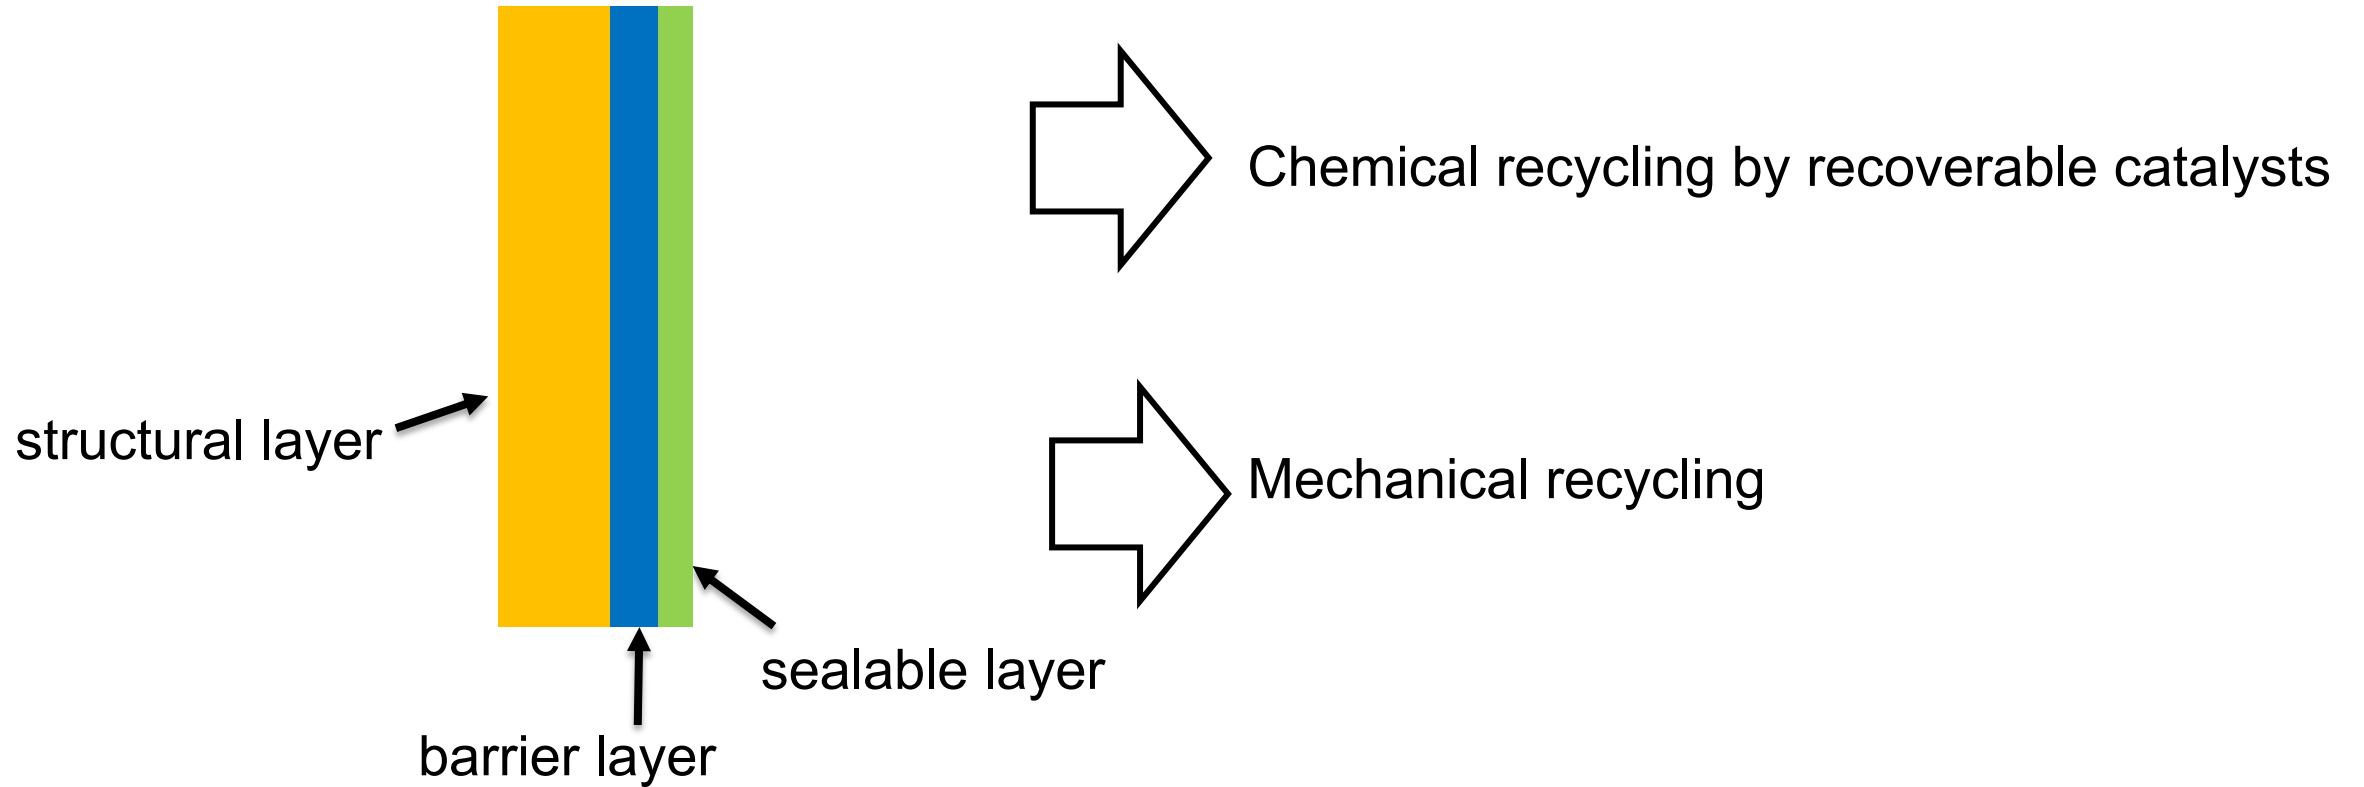 Chemical recycling by recoverable catalysts
structural layer
Mechanical recycling
sealable layer
barrier layer